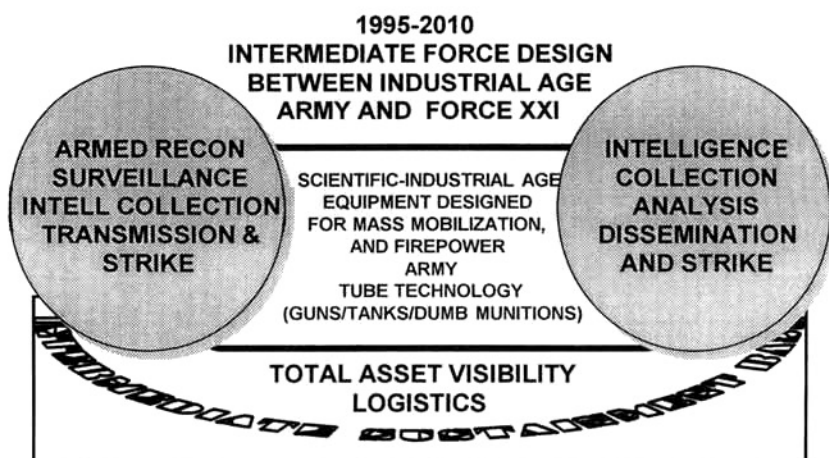 1995-2010
INTERMEDIATE FORCE DESIGN
BETWEEN INDUSTRIAL AGE
ARMY AND FORCE XXI
ARMED RECON
SURVEILLANCE
INTELL COLLECTION
TRANSMISSION &
STRIKE
SCIENTIFIC-INDUSTRIAL AGE
EQUIPMENT DESIGNED
FOR MASS MOBILIZATION,
AND FIREPOWER
ARMY
TUBE TECHNOLOGY
(GUNS/TANKS/DUMB MUNITIONS)
INTELLIGENCE
COLLECTION
ANALYSIS
DISSEMINATION
AND STRIKE
TOTAL ASSET VISIBILITY
LOGISTICS
INTERMEDIATE SUSTAINMENT